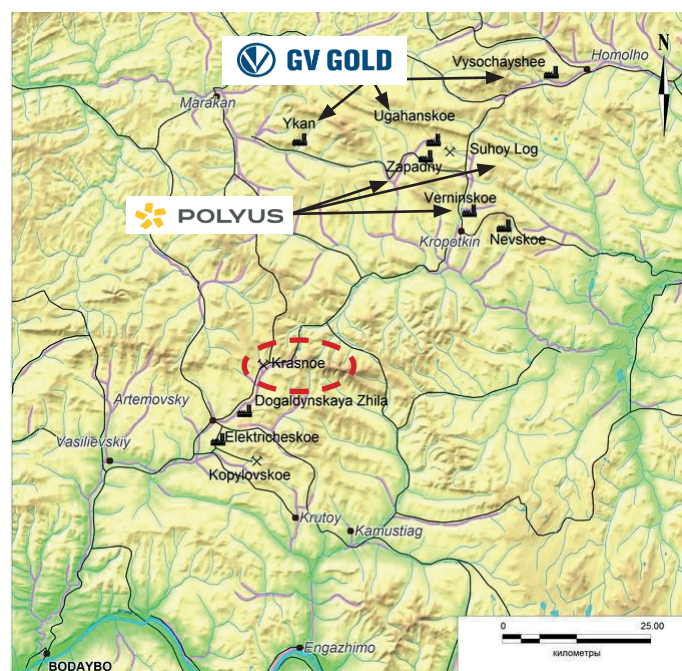 GV GOLD
Homolho
N
Vysochayshee
Marakan
Ykan
Ugahanskoe
Zapadny
Suhoy Log
POLYUS
Verninskoe
Kropotkin
Nevskoe
Krasnoe
Artemovsky
Dogaldynskaya Zhila
Vasilievskiy
Elektricheskoe
Kopylovskoe
Krutoy
Kamustiag
0 25.00
километры
Engazhimo
BODAYBO